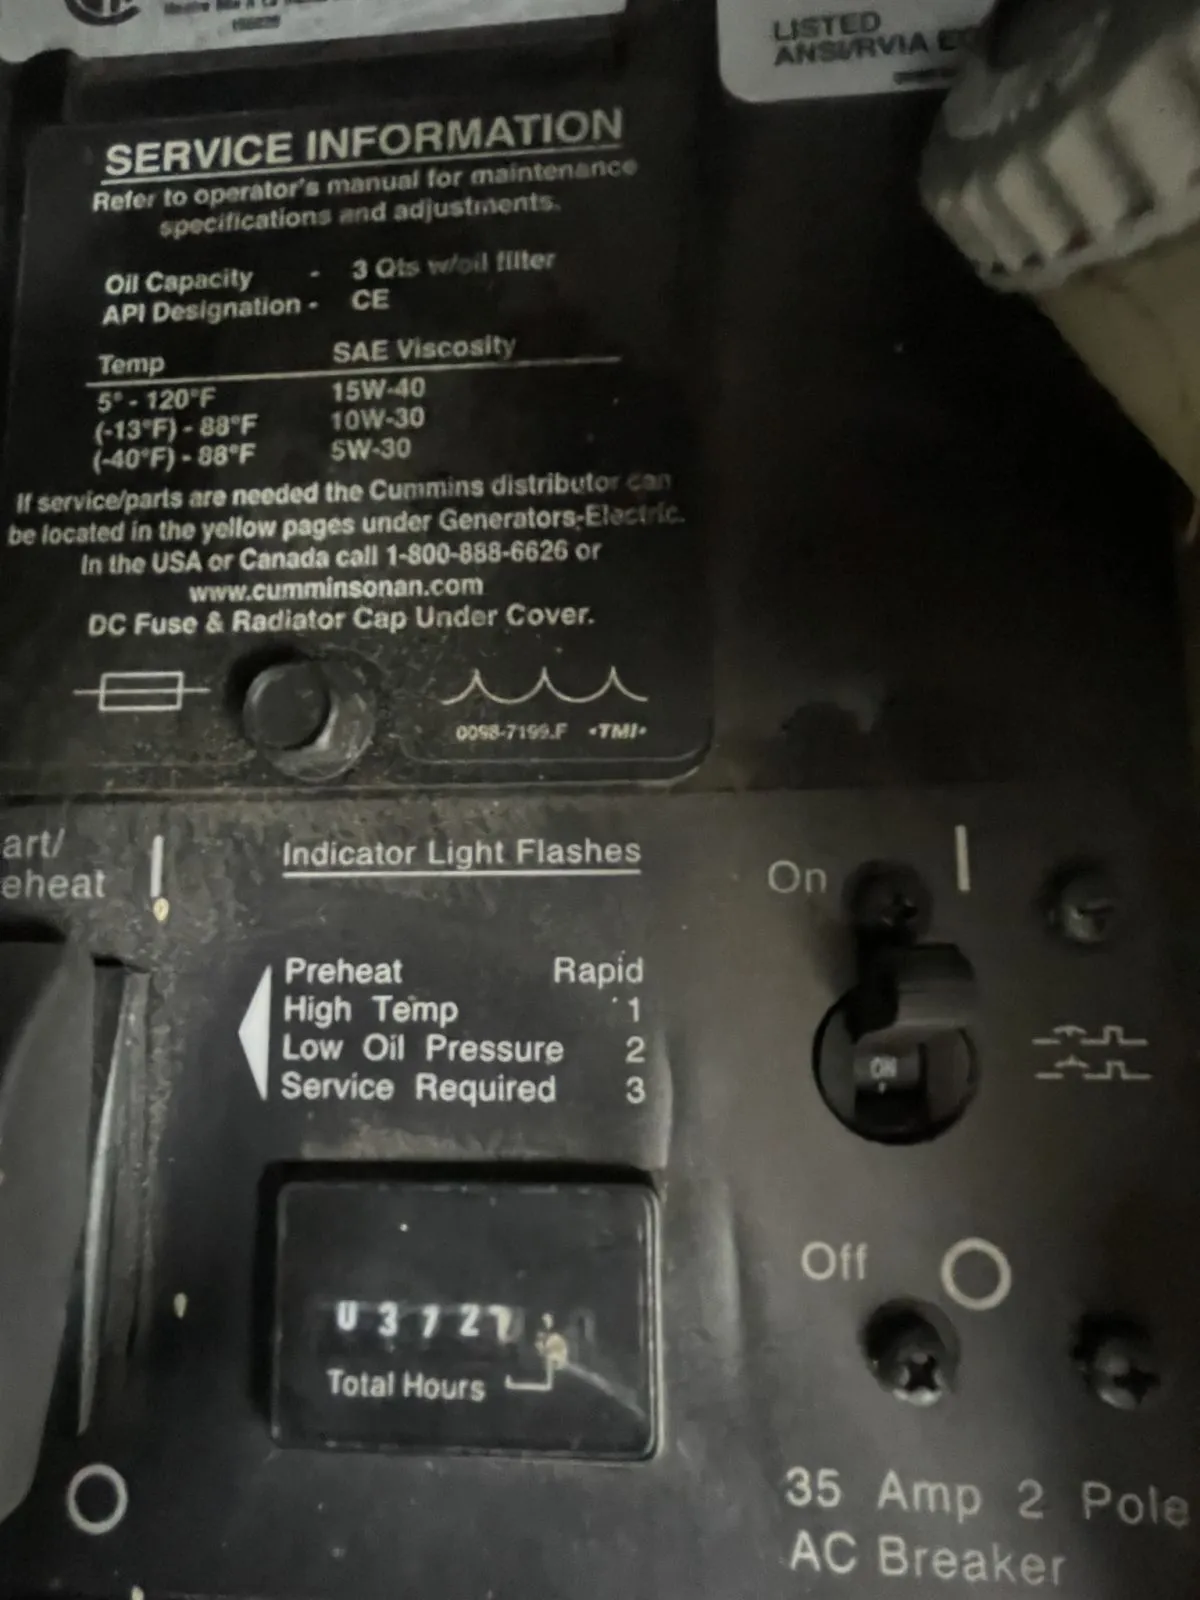 LISTED
ANSI/RVIA
SERVICE INFORMATION
Refer to operator's manual for maintenance
specifications and adjustments.
Oil Capacity - 3 Qts w/oil filter
API Designation - CE
Temp SAE Viscosity
5° - 120°F 15W-40
(-13°F) - 88°F 10W-30
(-40°F) - 88°F 5W-30
If service/parts are needed the Cummins distributor can
be located in the yellow pages under Generators-Electric.
In the USA or Canada call 1-800-888-6626 or
www.cumminsonan.com
DC Fuse & Radiator Cap Under Cover.
0098-7199.F •TMI•
art/
eheat
Indicator Light Flashes
Preheat Rapid
High Temp 1
Low Oil Pressure 2
Service Required 3
On
ON
Off
03727
Total Hours
35 Amp 2 Pole
AC Breaker